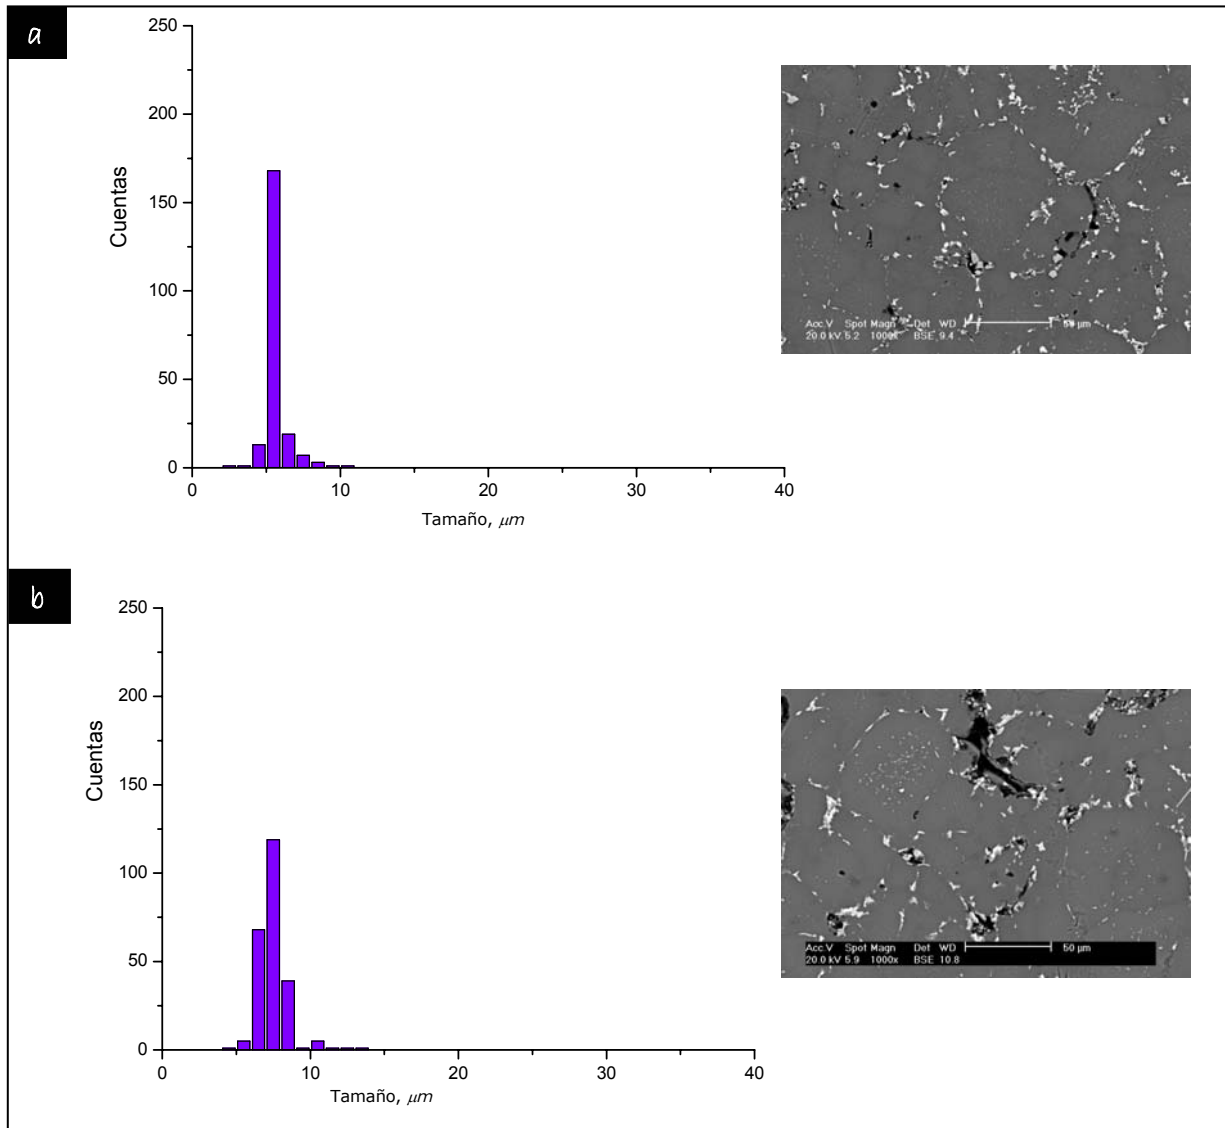 a
250
200
150
100
50
0
Cuentas
0 10 20 30 40
Tamaño, μm
Acc.V Spot Magn Det WD 50 μm
20.0 kV 5.2 1000x BSE 9.4
b
250
200
150
100
50
0
Cuentas
0 10 20 30 40
Tamaño, μm
Acc.V Spot Magn Det WD 50 μm
20.0 kV 5.9 1000x BSE 10.8